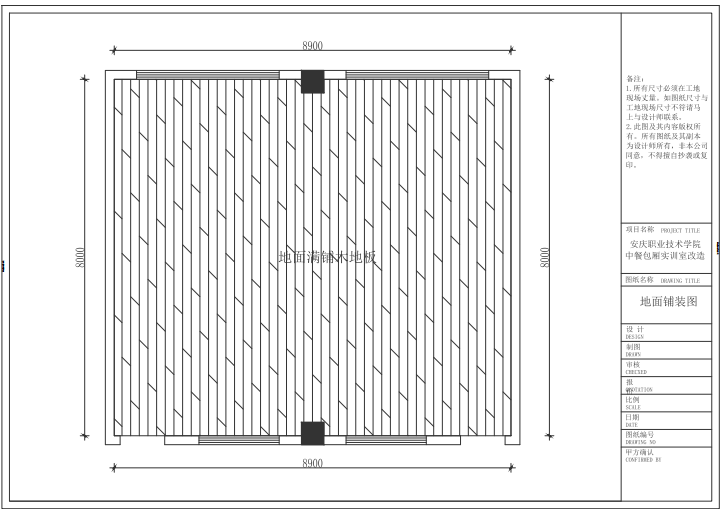 8900
8000
地面满铺木地板
8000
8900
备注:
1.所有尺寸必须在工地
现场丈量。如图纸尺寸与
工地现场尺寸不符请马
上与设计师联系。
2.此图及其内容版权所
有。所有图纸及其副本
为设计师所有,非本公司
同意,不得擅自抄袭或复
印。
项目名称 PROJECT TITLE
安庆职业技术学院
中餐包厢实训室改造
图纸名称 DRAWING TITLE
地面铺装图
设 计
DESIGN
制图
DRAWN
审核
CHECKED
报
QUOTATION
比例
SCALE
日期
DATE
图纸编号
DRAWING NO
甲方确认
CONFIRMED BY